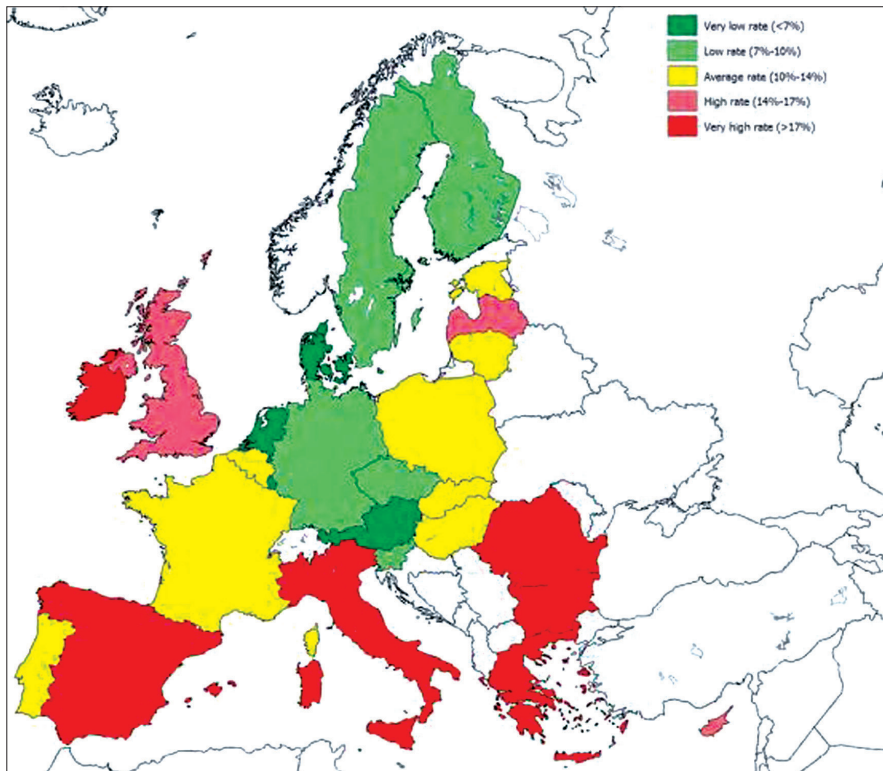 Very low rate (<7%)
Low rate (7%-10%)
Average rate (10%-14%)
High rate (14%-17%)
Very high rate (>17%)